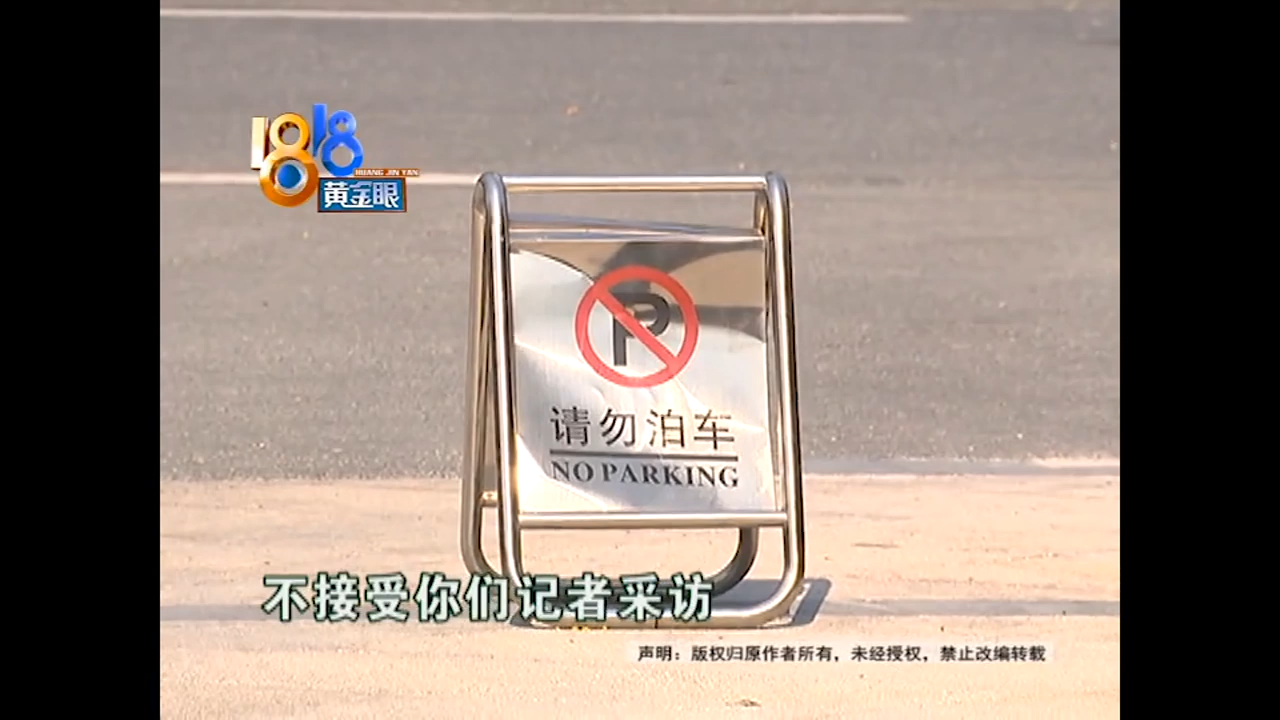 1818
HUANG JIN YAN
黄金眼
P
请勿泊车
NO PARKING
不接受你们记者采访
声明：版权归原作者所有，未经授权，禁止改编转载